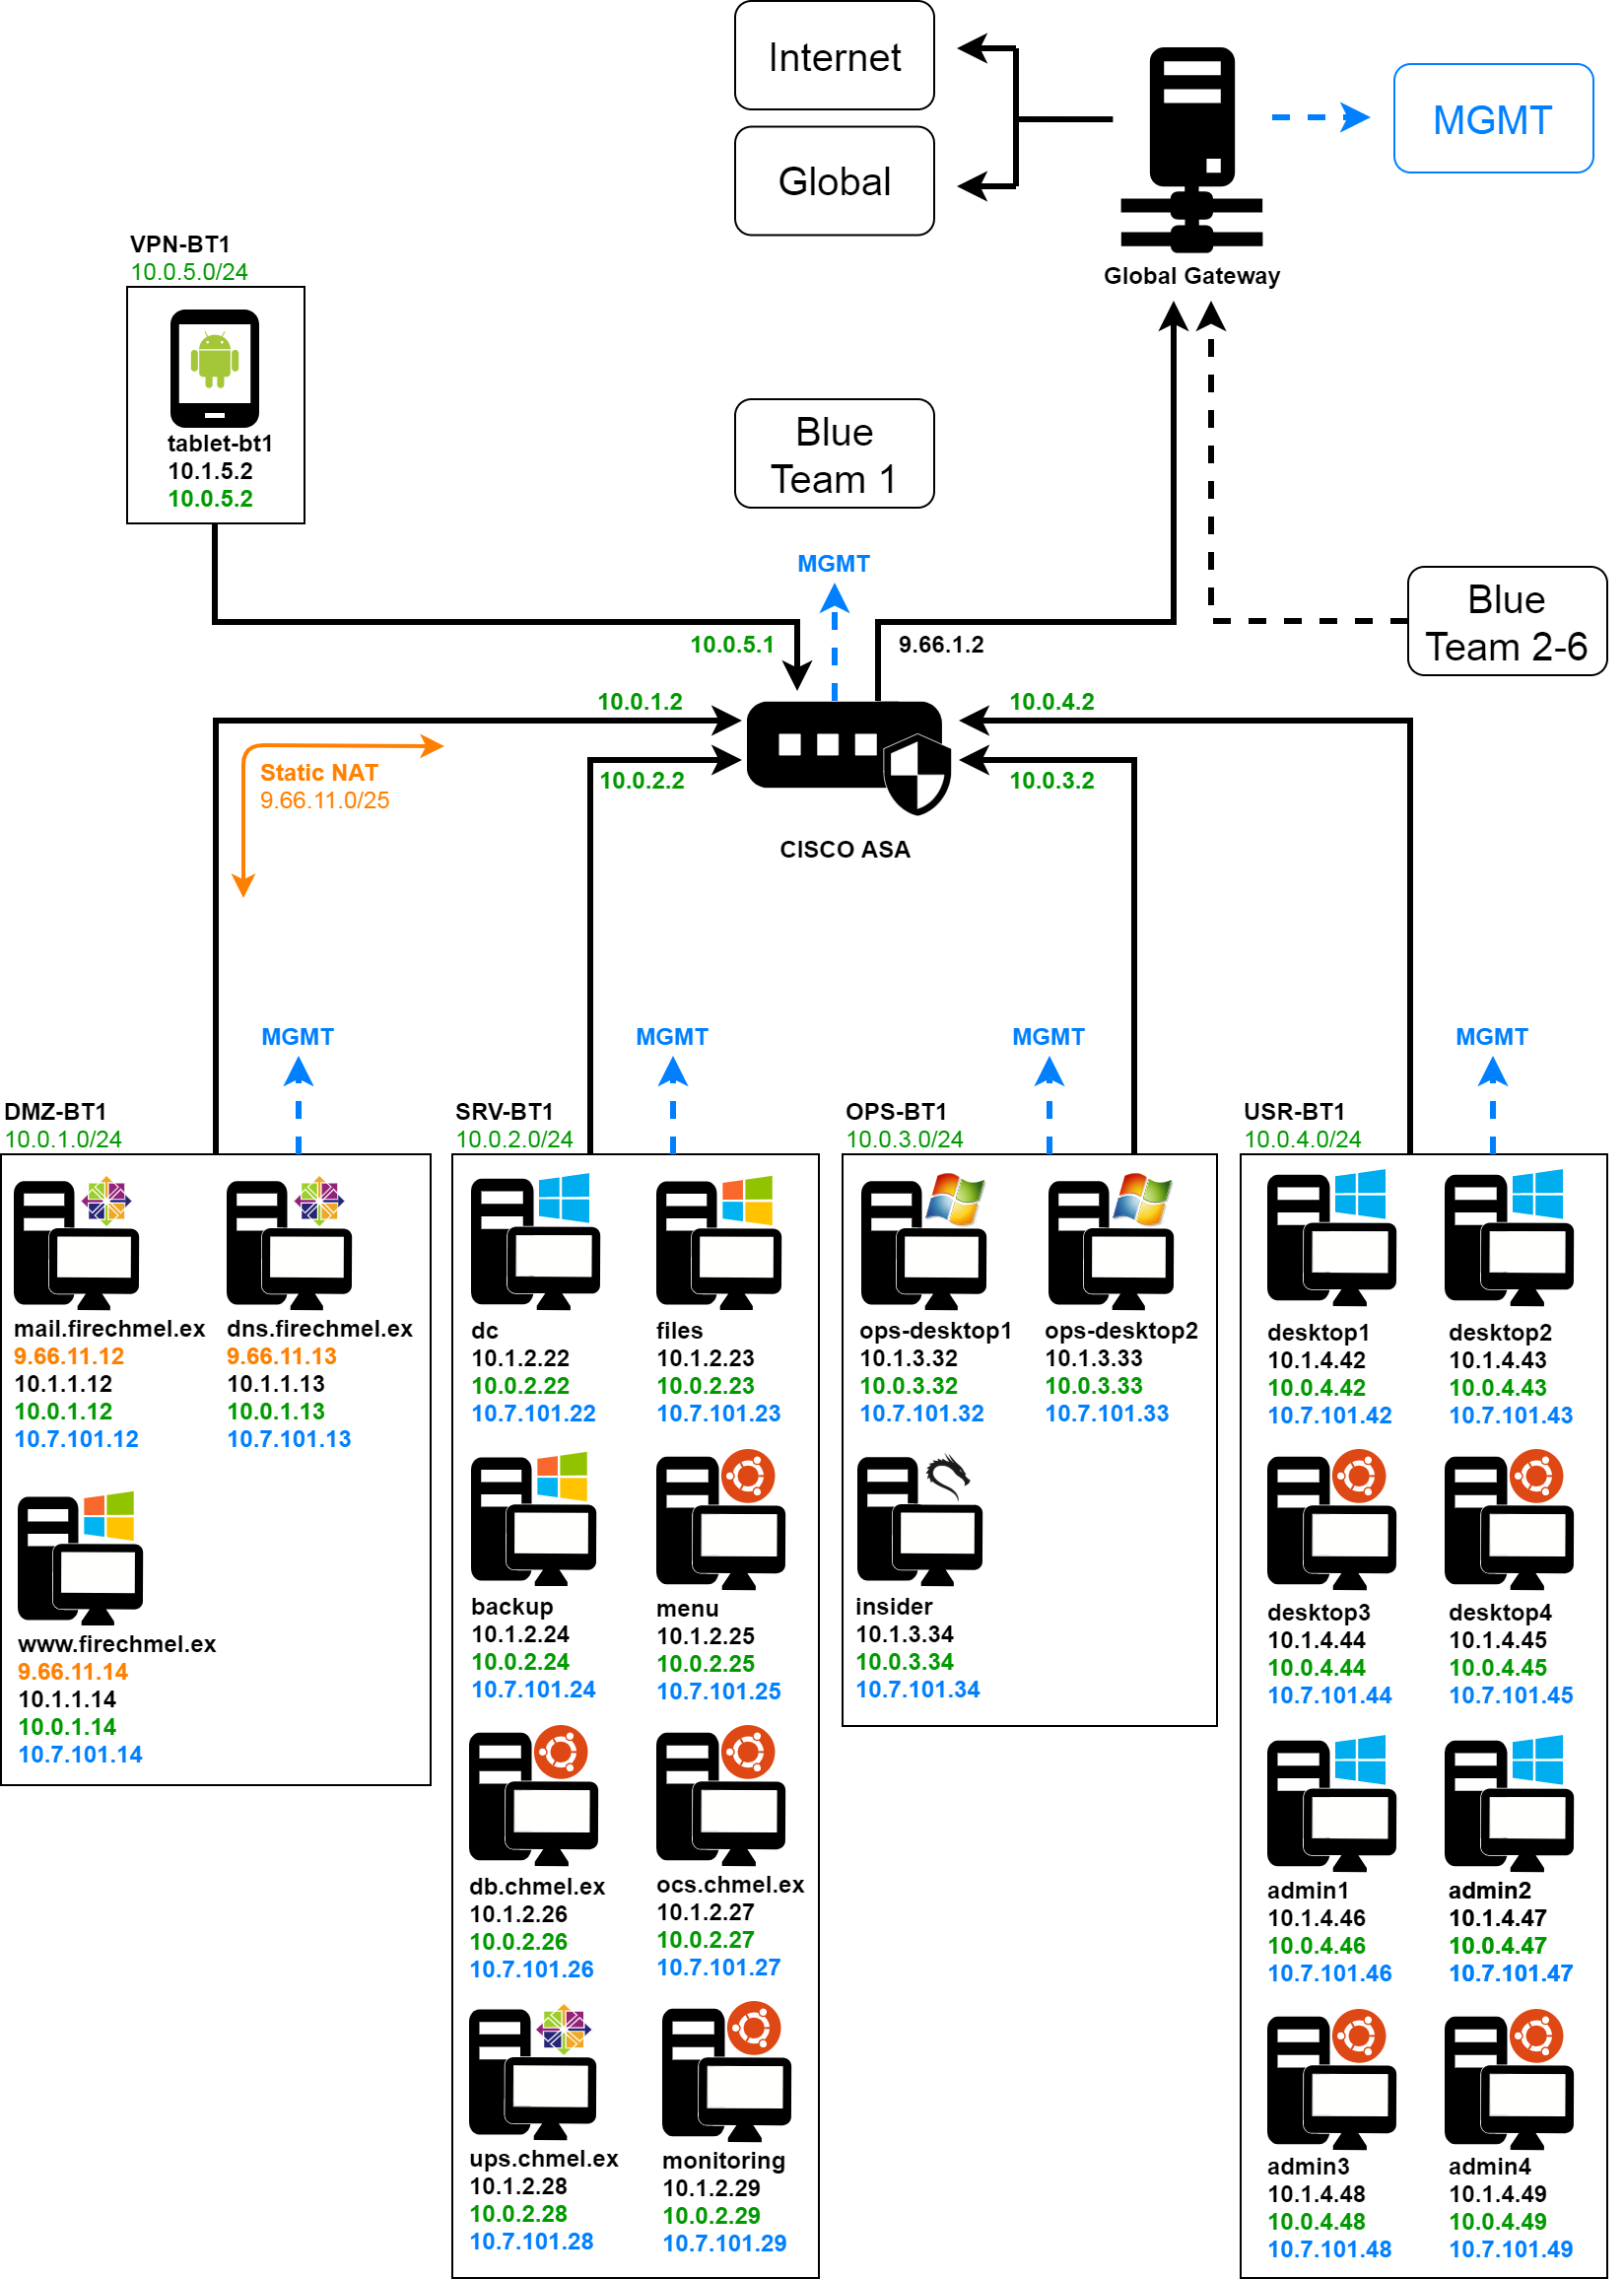 Internet
Global
MGMT
Global Gateway
VPN-BT1
10.0.5.0/24
tablet-bt1
10.1.5.2
10.0.5.2
Blue
Team 1
MGMT
Blue
Team 2-6
10.0.5.1
9.66.1.2
10.0.1.2
10.0.4.2
Static NAT
9.66.11.0/25
10.0.2.2
10.0.3.2
CISCO ASA
MGMT
MGMT
MGMT
MGMT
DMZ-BT1
10.0.1.0/24
mail.firechmel.ex
9.66.11.12
10.1.1.12
10.0.1.12
10.7.101.12
dns.firechmel.ex
9.66.11.13
10.1.1.13
10.0.1.13
10.7.101.13
www.firechmel.ex
9.66.11.14
10.1.1.14
10.0.1.14
10.7.101.14
SRV-BT1
10.0.2.0/24
dc
10.1.2.22
10.0.2.22
10.7.101.22
files
10.1.2.23
10.0.2.23
10.7.101.23
backup
10.1.2.24
10.0.2.24
10.7.101.24
menu
10.1.2.25
10.0.2.25
10.7.101.25
db.chmel.ex
10.1.2.26
10.0.2.26
10.7.101.26
ocs.chmel.ex
10.1.2.27
10.0.2.27
10.7.101.27
ups.chmel.ex
10.1.2.28
10.0.2.28
10.7.101.28
monitoring
10.1.2.29
10.0.2.29
10.7.101.29
OPS-BT1
10.0.3.0/24
ops-desktop1
10.1.3.32
10.0.3.32
10.7.101.32
ops-desktop2
10.1.3.33
10.0.3.33
10.7.101.33
insider
10.1.3.34
10.0.3.34
10.7.101.34
USR-BT1
10.0.4.0/24
desktop1
10.1.4.42
10.0.4.42
10.7.101.42
desktop2
10.1.4.43
10.0.4.43
10.7.101.43
desktop3
10.1.4.44
10.0.4.44
10.7.101.44
desktop4
10.1.4.45
10.0.4.45
10.7.101.45
admin1
10.1.4.46
10.0.4.46
10.7.101.46
admin2
10.1.4.47
10.0.4.47
10.7.101.47
admin3
10.1.4.48
10.0.4.48
10.7.101.48
admin4
10.1.4.49
10.0.4.49
10.7.101.49